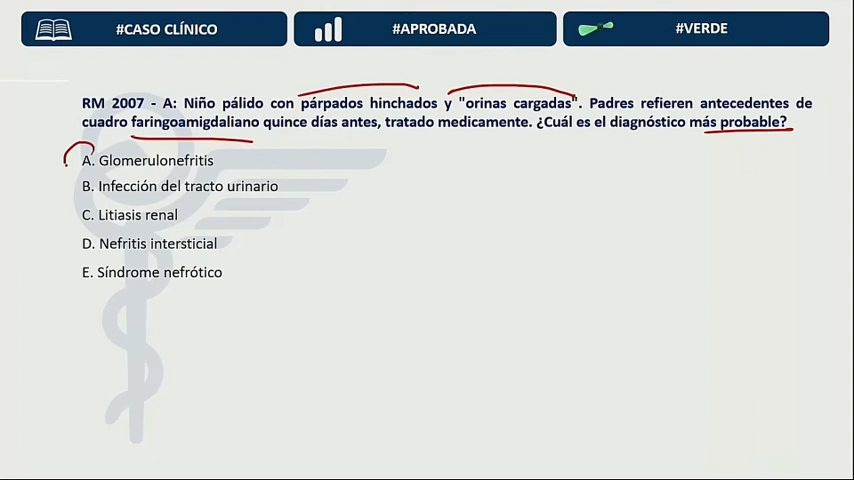 #CASO CLÍNICO
#APROBADA
#VERDE
RM 2007 - A: Niño pálido con párpados hinchados y "orinas cargadas". Padres refieren antecedentes de
cuadro faringoamigdaliano quince días antes, tratado medicamente. ¿Cuál es el diagnóstico más probable?
A. Glomerulonefritis
B. Infección del tracto urinario
C. Litiasis renal
D. Nefritis intersticial
E. Síndrome nefrótico